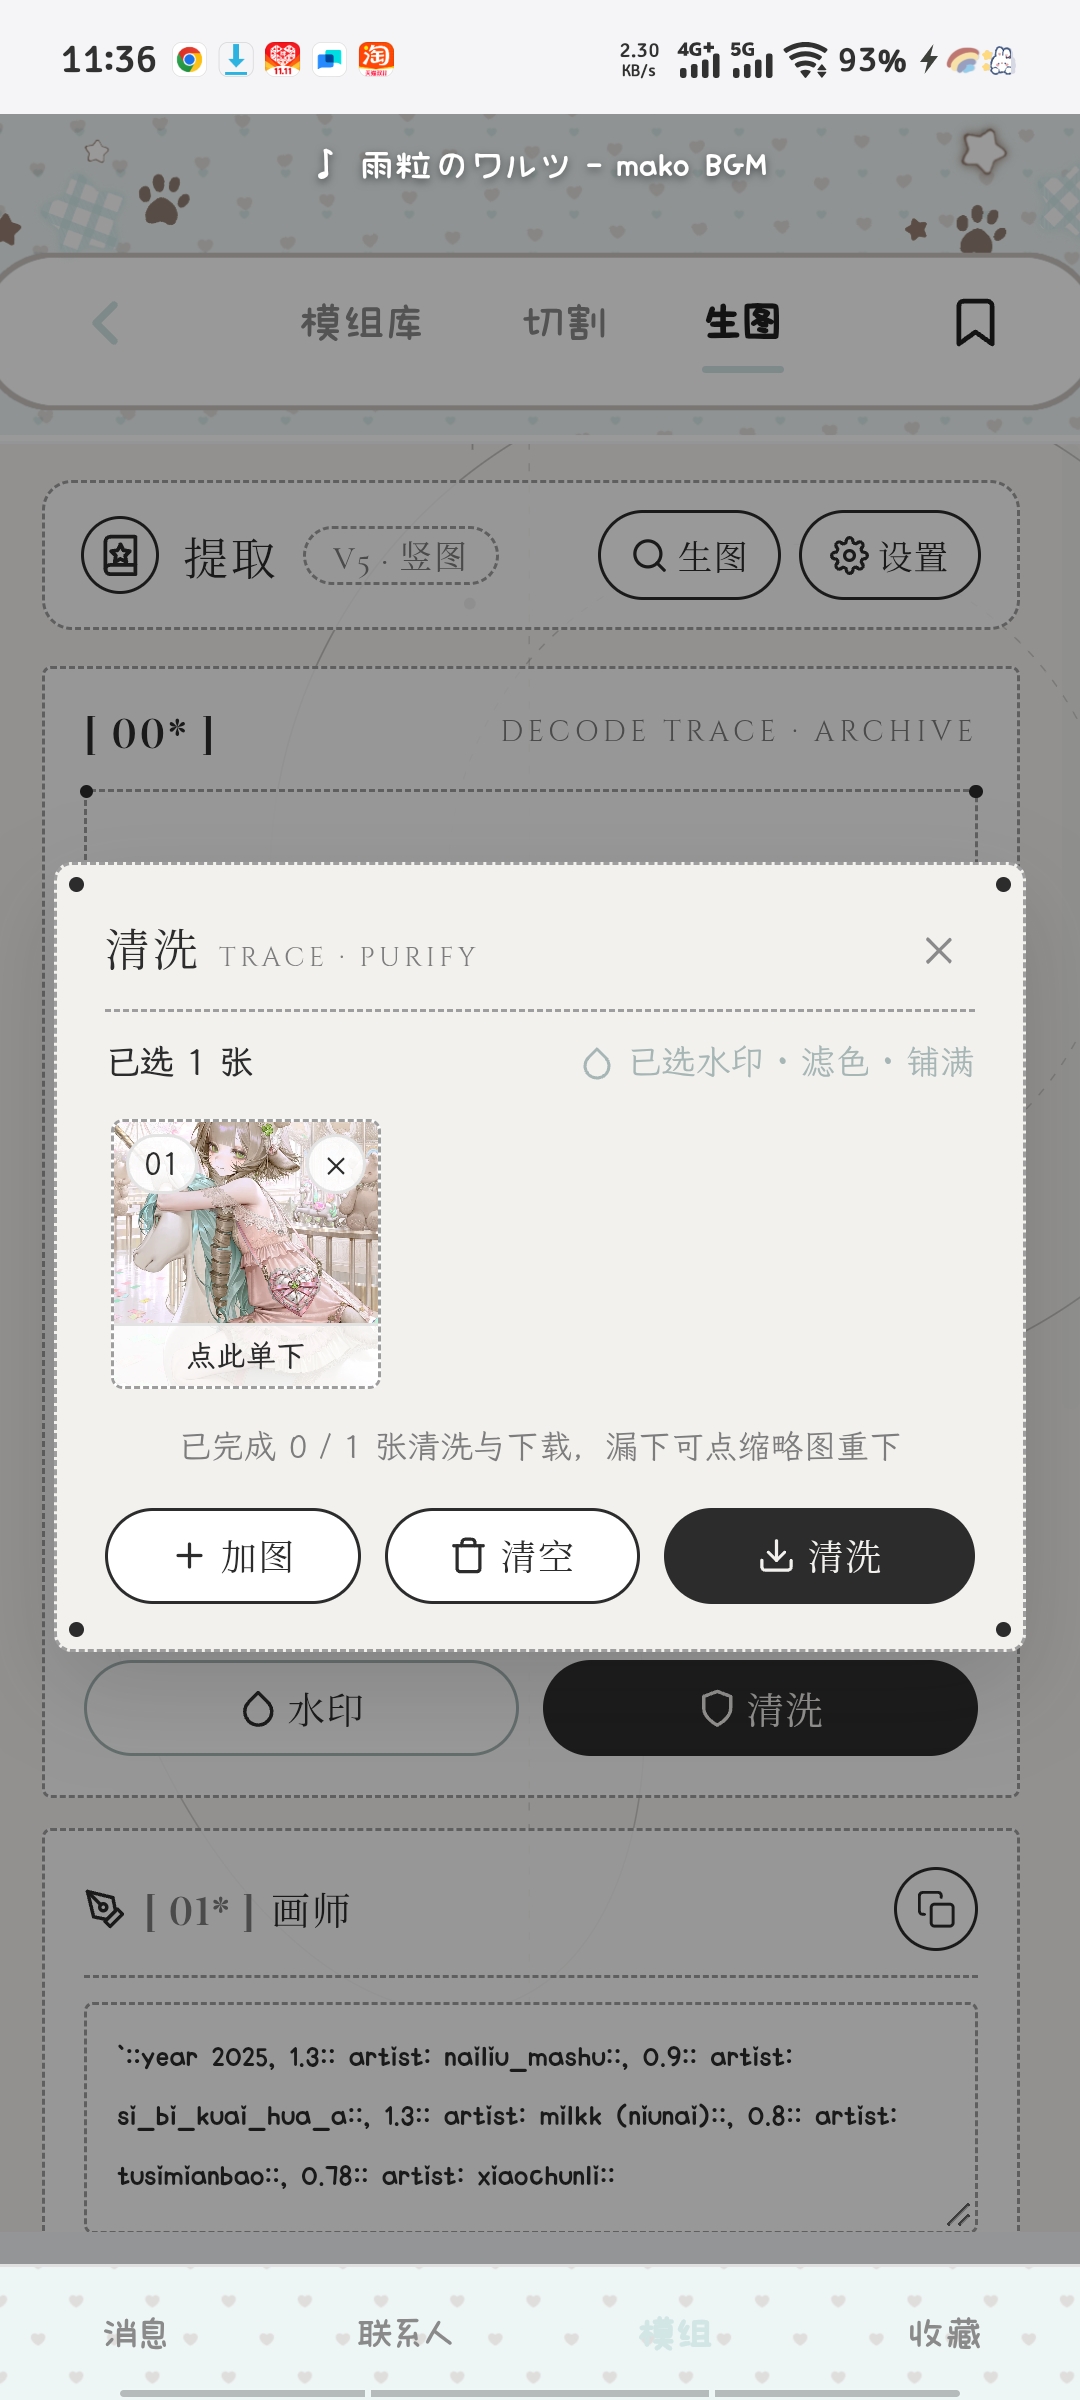 11:36
2.30 KB/s 4G+ 5G 93%
♪ 雨粒のワルツ - mako BGM
模组库 切割 生图
提取 V5 · 竖图 生图 设置
[ 00* ] DECODE TRACE · ARCHIVE
清洗 TRACE · PURIFY
已选 1 张 已选水印・滤色・铺满
01
点此单下
已完成 0 / 1 张清洗与下载，漏下可点缩略图重下
加图 清空 清洗
水印 清洗
[ 01* ] 画师
`::year 2025, 1.3:: artist: nailiu_mashu::, 0.9:: artist:
si_bi_kuai_hua_a::, 1.3:: artist: milkk (niunai)::, 0.8:: artist:
tusimianbao::, 0.78:: artist: xiaochunli::
消息 联系人 模组 收藏